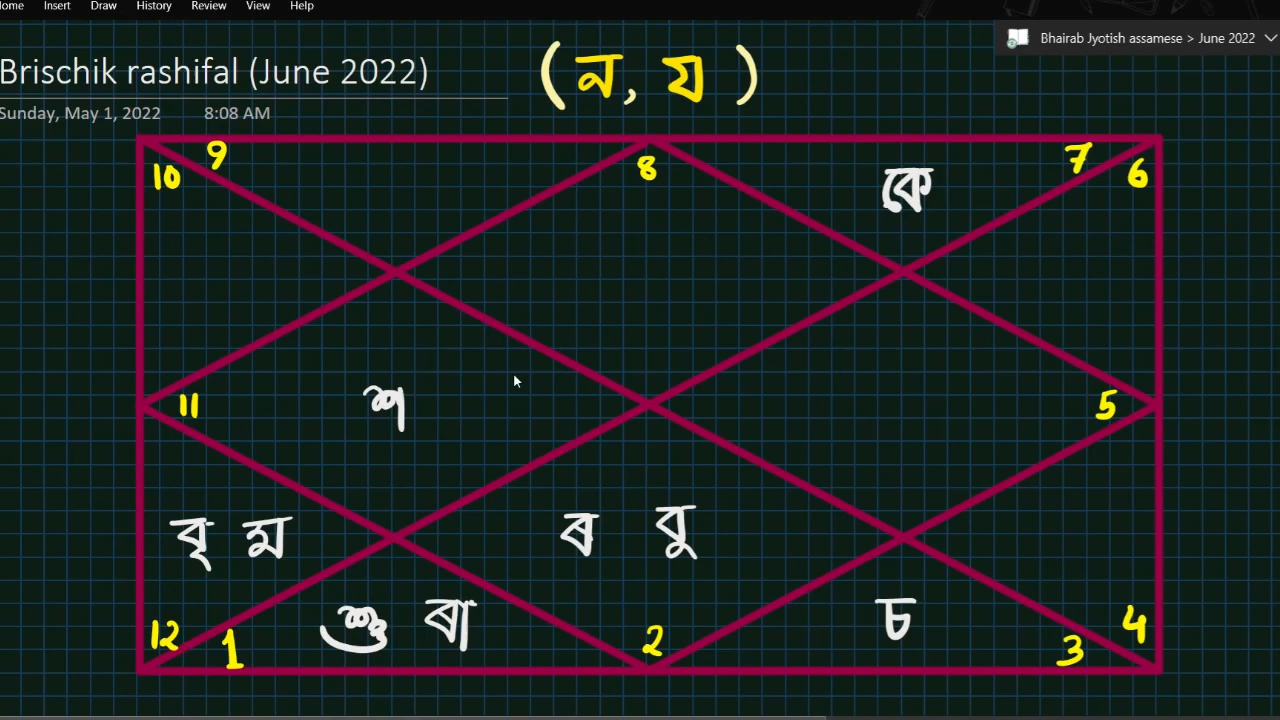 ome Insert Draw History Review View Help
Bhairab Jyotish assamese > June 2022
Brischik rashifal (June 2022)
(ন, য)
Sunday, May 1, 2022 8:08 AM
9 8 7
10 6
কে
11 শ 5
বৃ ম ৰ বু
শু ৰা চ
12 1 2 3 4